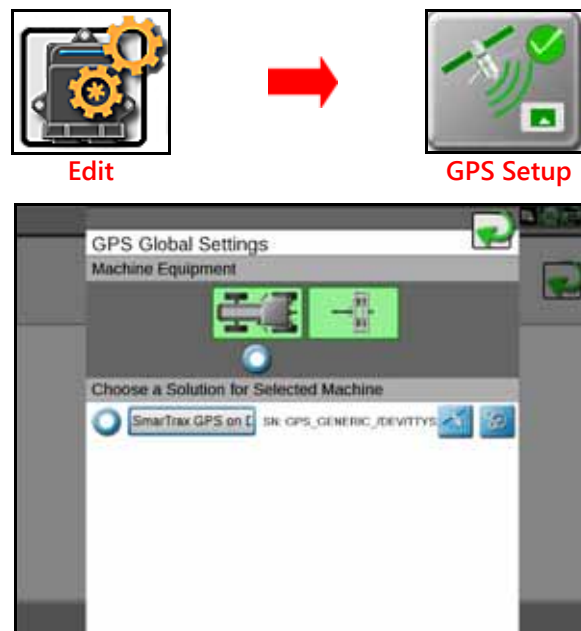 Edit
GPS Setup
GPS Global Settings
Machine Equipment
Choose a Solution for Selected Machine
SmarTrax GPS on D SN: GPS_GENERIC_/DEV/TTYS